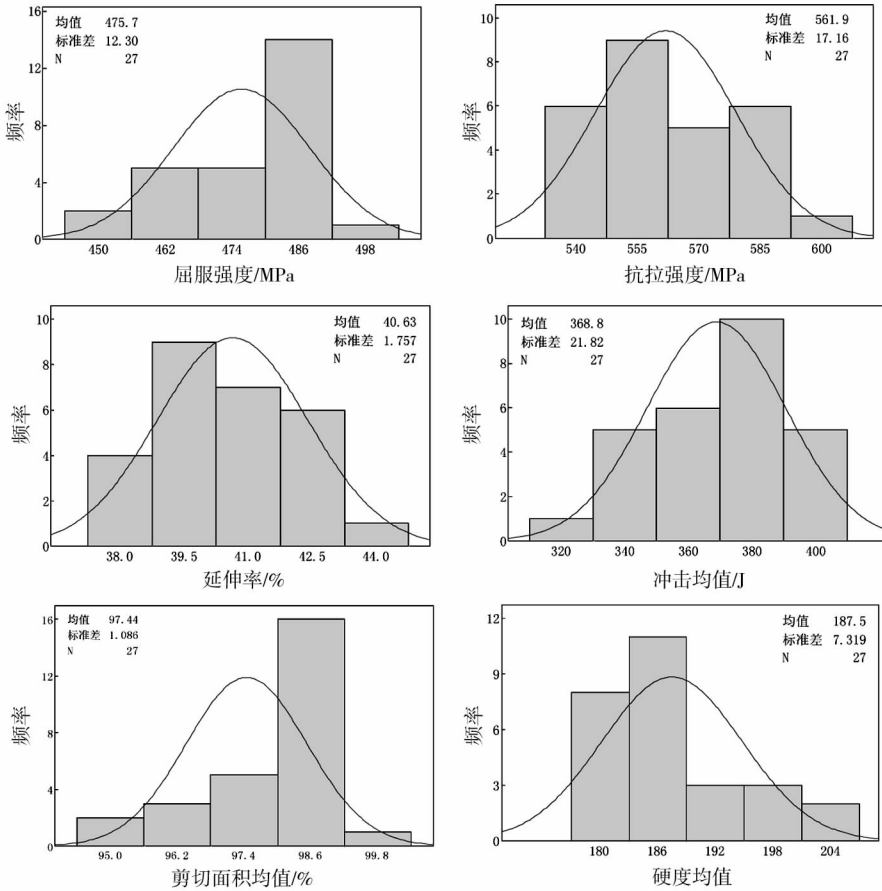 均值 475.7
标准差 12.30
N 27
频率
16
12
8
4
0
450 462 474 486 498
屈服强度/MPa
均值 561.9
标准差 17.16
N 27
频率
10
8
6
4
2
0
540 555 570 585 600
抗拉强度/MPa
均值 40.63
标准差 1.757
N 27
频率
10
8
6
4
2
0
38.0 39.5 41.0 42.5 44.0
延伸率/%
均值 368.8
标准差 21.82
N 27
频率
10
8
6
4
2
0
320 340 360 380 400
冲击均值/J
均值 97.44
标准差 1.086
N 27
频率
16
12
8
4
0
95.0 96.2 97.4 98.6 99.8
剪切面积均值/%
均值 187.5
标准差 7.319
N 27
频率
12
9
6
3
0
180 186 192 198 204
硬度均值